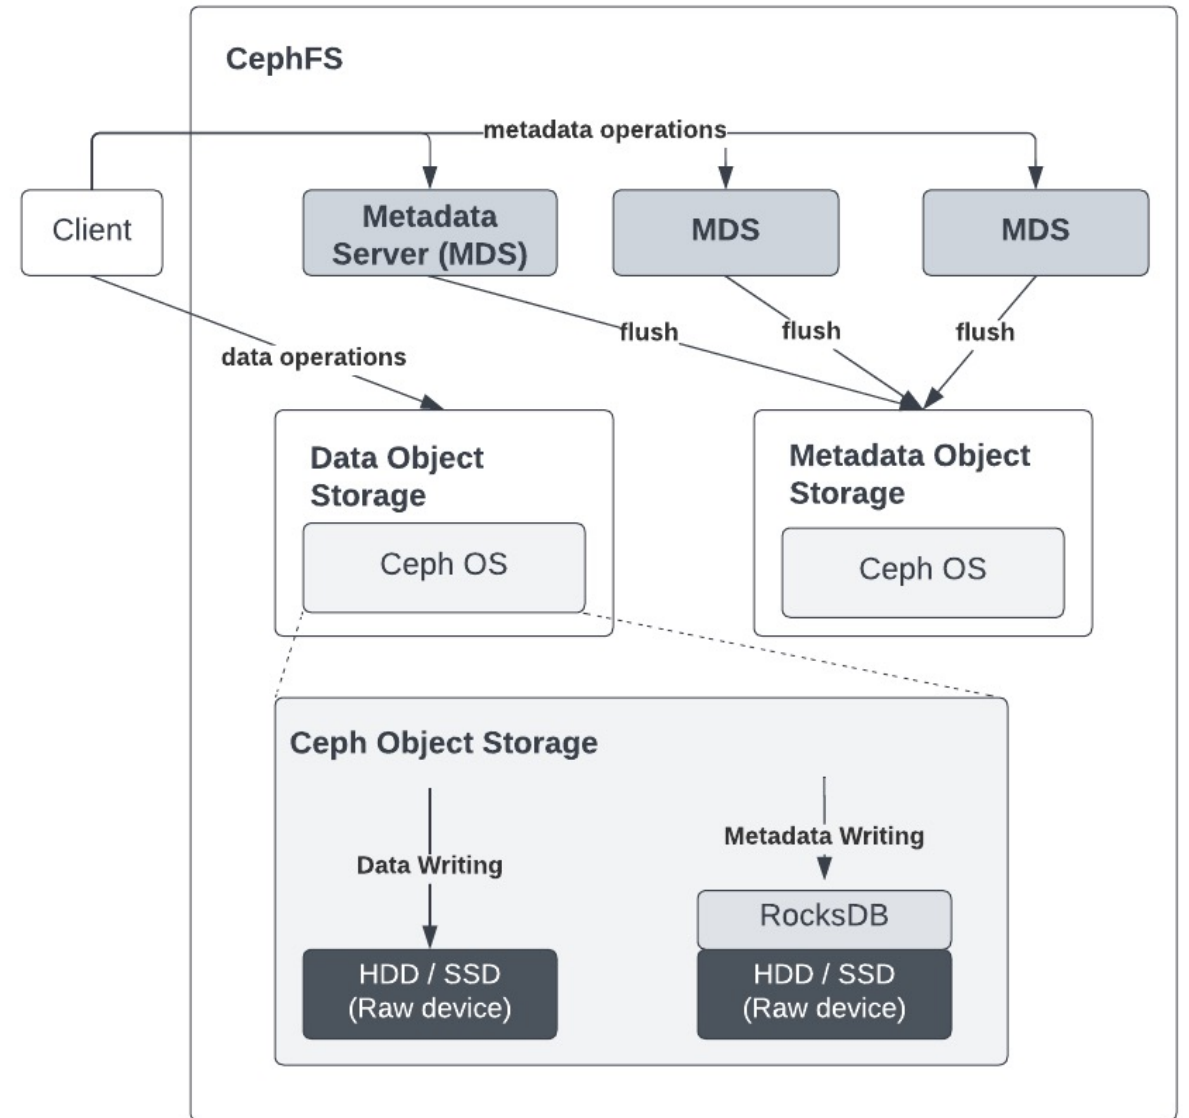 CephFS
metadata operations
Client
Metadata
Server (MDS)
MDS
MDS
flush
flush
flush
data operations
Data Object
Storage
Ceph OS
Metadata Object
Storage
Ceph OS
Ceph Object Storage
Data Writing
HDD / SSD
(Raw device)
Metadata Writing
RocksDB
HDD / SSD
(Raw device)